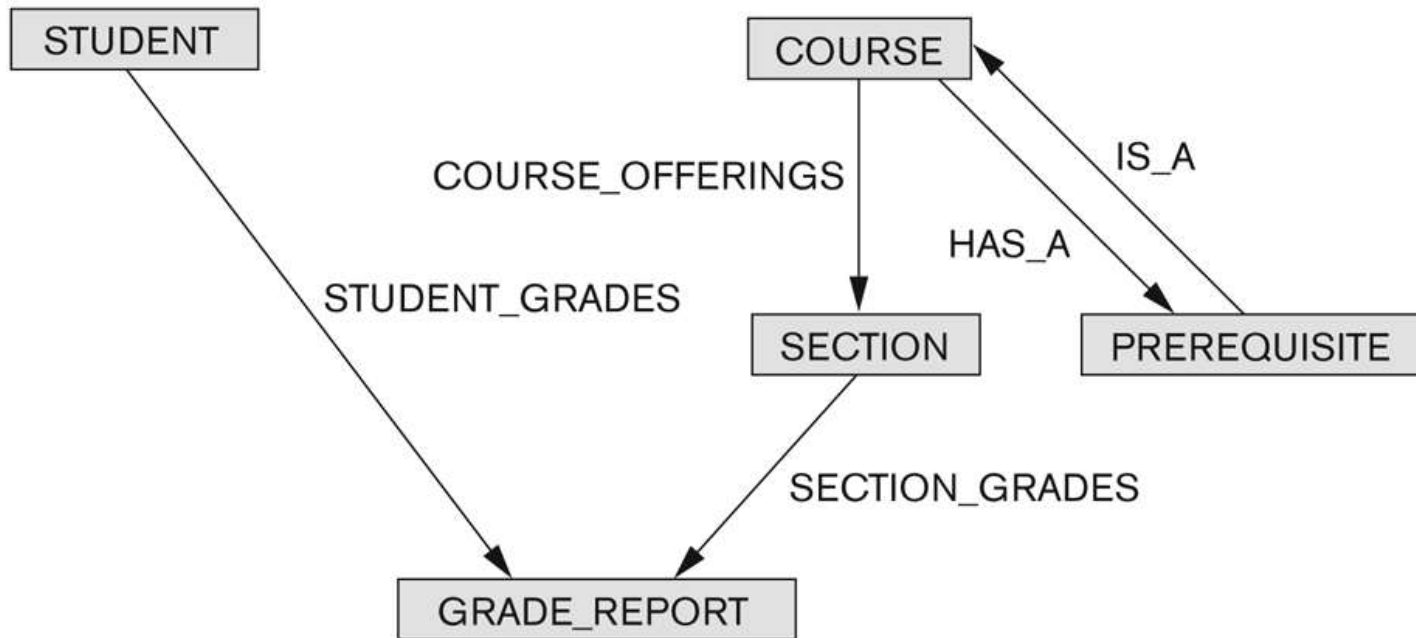 STUDENT
COURSE
IS_A
COURSE_OFFERINGS
HAS_A
STUDENT_GRADES
SECTION
PREREQUISITE
SECTION_GRADES
GRADE_REPORT